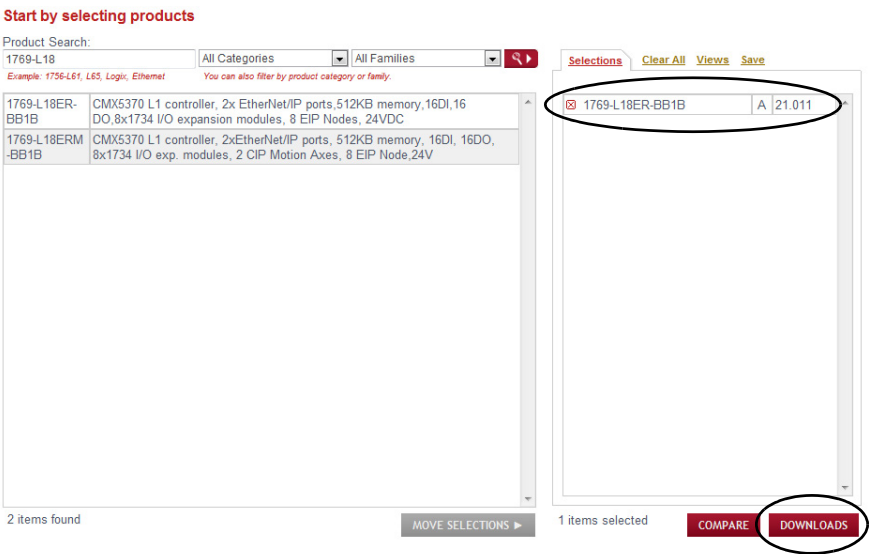 Start by selecting products
Product Search:
1769-L18 All Categories All Families
Example: 1756-L61, L65, Logix, Ethernet You can also filter by product category or family.
1769-L18ER-
BB1B
CMX5370 L1 controller, 2x EtherNet/IP ports,512KB memory,16DI,16
DO,8x1734 I/O expansion modules, 8 EIP Nodes, 24VDC
1769-L18ERM
-BB1B
CMX5370 L1 controller, 2xEtherNet/IP ports, 512KB memory, 16DI, 16DO,
8x1734 I/O exp. modules, 2 CIP Motion Axes, 8 EIP Node,24V
2 items found
MOVE SELECTIONS
Selections Clear All Views Save
1769-L18ER-BB1B A 21.011
1 items selected
COMPARE DOWNLOADS